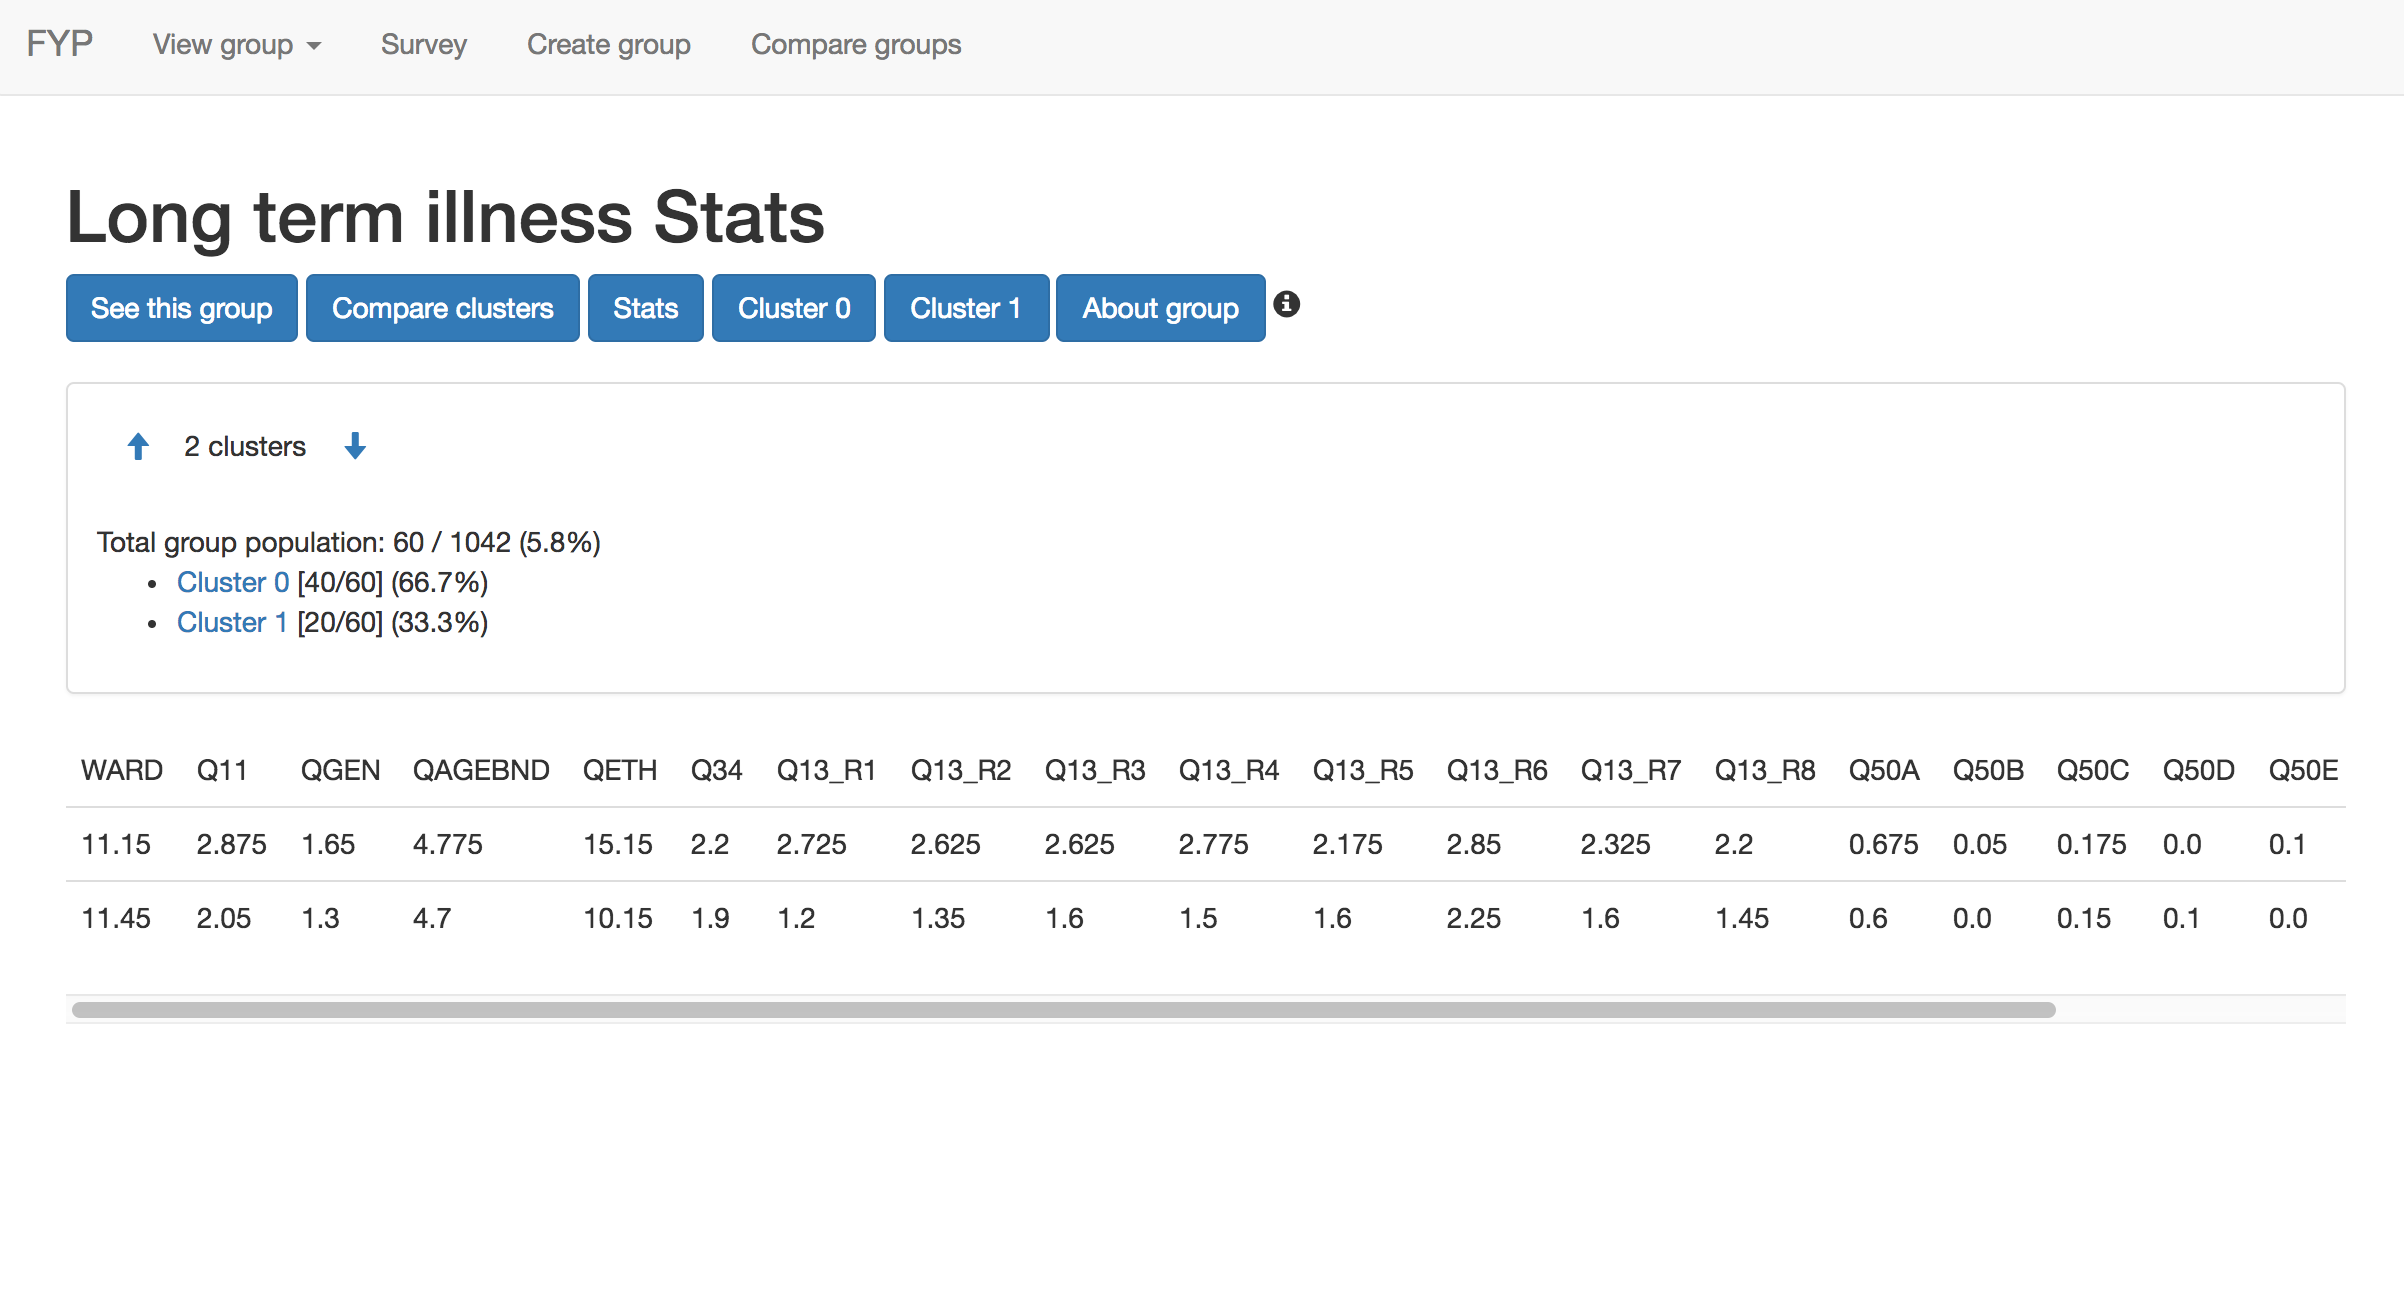 FYP View group Survey Create group Compare groups
Long term illness Stats
See this group Compare clusters Stats Cluster 0 Cluster 1 About group
2 clusters
Total group population: 60 / 1042 (5.8%)
• Cluster 0 [40/60] (66.7%)
• Cluster 1 [20/60] (33.3%)
WARD Q11 QGEN QAGEBND QETH Q34 Q13_R1 Q13_R2 Q13_R3 Q13_R4 Q13_R5 Q13_R6 Q13_R7 Q13_R8 Q50A Q50B Q50C Q50D Q50E
11.15 2.875 1.65 4.775 15.15 2.2 2.725 2.625 2.625 2.775 2.175 2.85 2.325 2.2 0.675 0.05 0.175 0.0 0.1
11.45 2.05 1.3 4.7 10.15 1.9 1.2 1.35 1.6 1.5 1.6 2.25 1.6 1.45 0.6 0.0 0.15 0.1 0.0